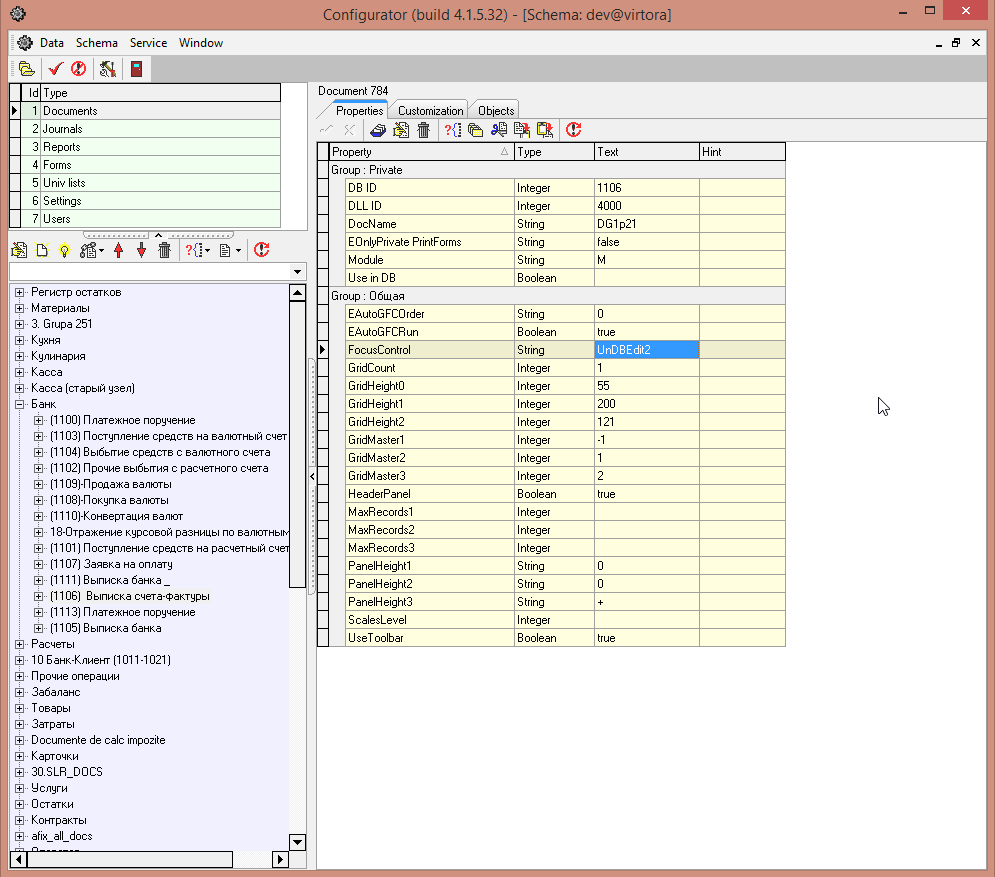 Configurator (build 4.1.5.32) - [Schema: dev@virtora]
Data Schema Service Window
Id Type
1 Documents
2 Journals
3 Reports
4 Forms
5 Univ lists
6 Settings
7 Users
Регистр остатков
Материалы
3. Grupa 251
Кухня
Кулинария
Касса
Касса (старый узел)
Банк
(1100) Платежное поручение
(1103) Поступление средств на валютный счет
(1104) Выбытие средств с валютного счета
(1102) Прочие выбытия с расчетного счета
(1109)-Продажа валюты
(1108)-Покупка валюты
(1110)-Конвертация валют
18-Отражение курсовой разницы по валютным
(1101) Поступление средств на расчетный счет
(1107) Заявка на оплату
(1111) Выписка банка _
(1106) Выписка счета-фактуры
(1113) Платежное поручение
(1105) Выписка банка
Расчеты
10 Банк-Клиент (1011-1021)
Прочие операции
Забаланс
Товары
Затраты
Documente de calc impozite
Карточки
30.SLR_DOCS
Услуги
Остатки
Контракты
afix_all_docs
Document 784
Properties Customization Objects
Property Type Text Hint
Group : Private
DB ID Integer 1106
DLL ID Integer 4000
DocName String DG1p21
EOnlyPrivate PrintForms String false
Module String M
Use in DB Boolean
Group : Общая
EAutoGFCOrder String 0
EAutoGFCRun Boolean true
FocusControl String UnDBEdit2
GridCount Integer 1
GridHeight0 Integer 55
GridHeight1 Integer 200
GridHeight2 Integer 121
GridMaster1 Integer -1
GridMaster2 Integer 1
GridMaster3 Integer 2
HeaderPanel Boolean true
MaxRecords1 Integer
MaxRecords2 Integer
MaxRecords3 Integer
PanelHeight1 String 0
PanelHeight2 String 0
PanelHeight3 String +
ScalesLevel Integer
UseToolbar Boolean true